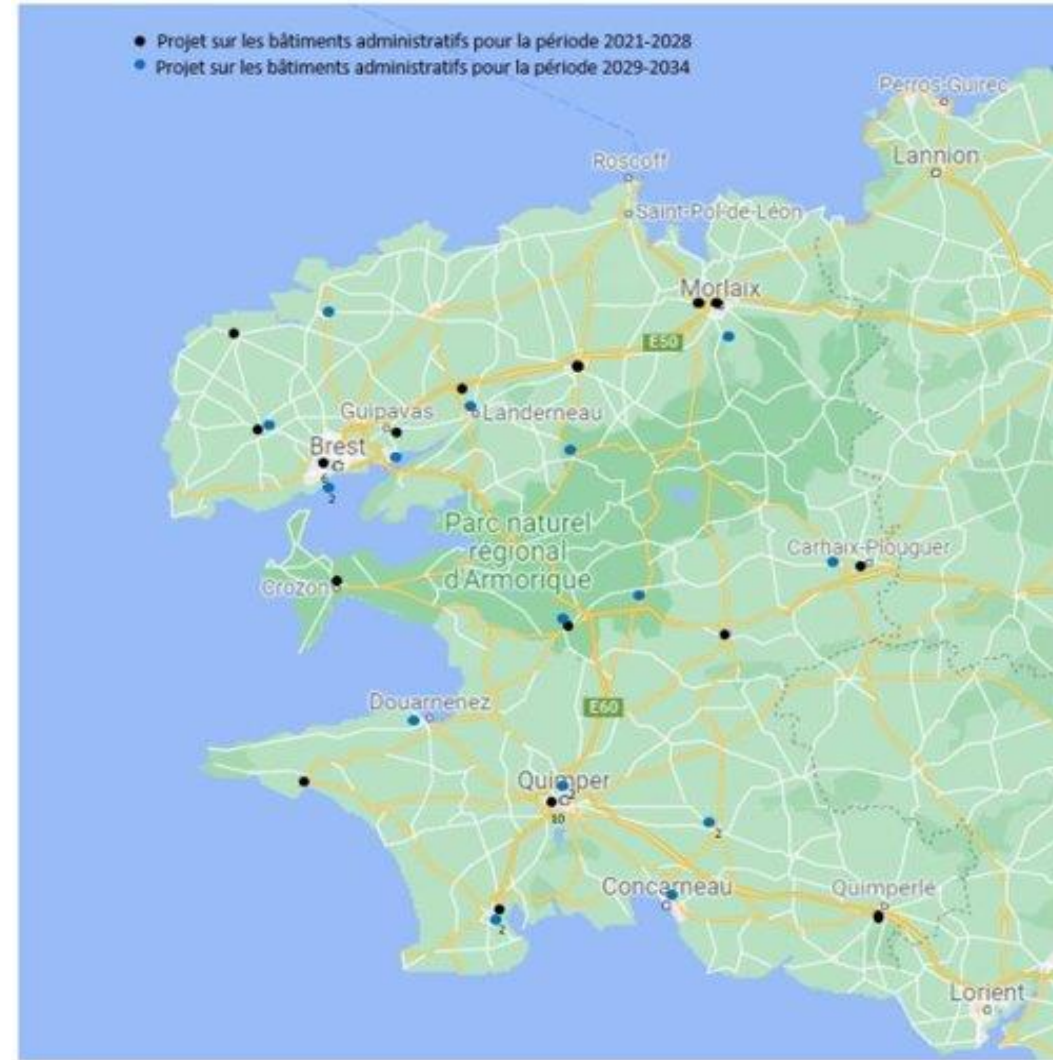 Projet sur les bâtiments administratifs pour la période 2021-2028
Projet sur les bâtiments administratifs pour la période 2029-2034
Perros-Guirec
Lannion
Roscoff
Saint-Pol-de-Léon
Morlaix
E50
Guipavas
Landerneau
Brest
6
2
Parc naturel
régional
d'Armorique
Carhaix-Plouguer
Crozon
Douarnenez
E60
Quimper
2
10
2
Concarneau
Quimperlé
2
Lorient